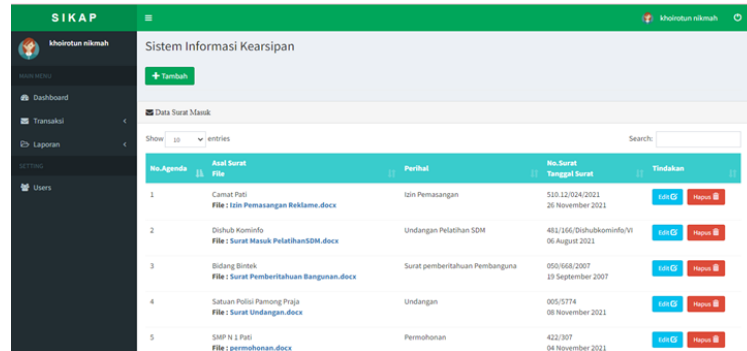 SIKAP
khoirotun nikmah
khoirotun nikmah
MAIN MENU
Dashboard
Transaksi
Laporan
SETTING
Users
Sistem Informasi Kearsipan
Tambah
Data Surat Masuk
Show 10 entries
Search:
No.Agenda Asal Surat File Perihal No.Surat Tanggal Surat Tindakan
1 Camat Pati Izin Pemasangan 510.12/024/2021 Edit Hapus
File : Izin Pemasangan Reklame.docx 26 November 2021
2 Dishub Kominfo Undangan Pelatihan SDM 481/166/Dishubkominfo/VI Edit Hapus
File : Surat Masuk PelatihanSDM.docx 06 August 2021
3 Bidang Bintek Surat pemberitahuan Pembanguna 050/668/2007 Edit Hapus
File : Surat Pemberitahuan Bangunan.docx 19 September 2007
4 Satuan Polisi Pamong Praja Undangan 005/5774 Edit Hapus
File : Surat Undangan.docx 08 November 2021
5 SMP N 1 Pati Permohonan 422/307 Edit Hapus
File : permohonan.docx 04 November 2021